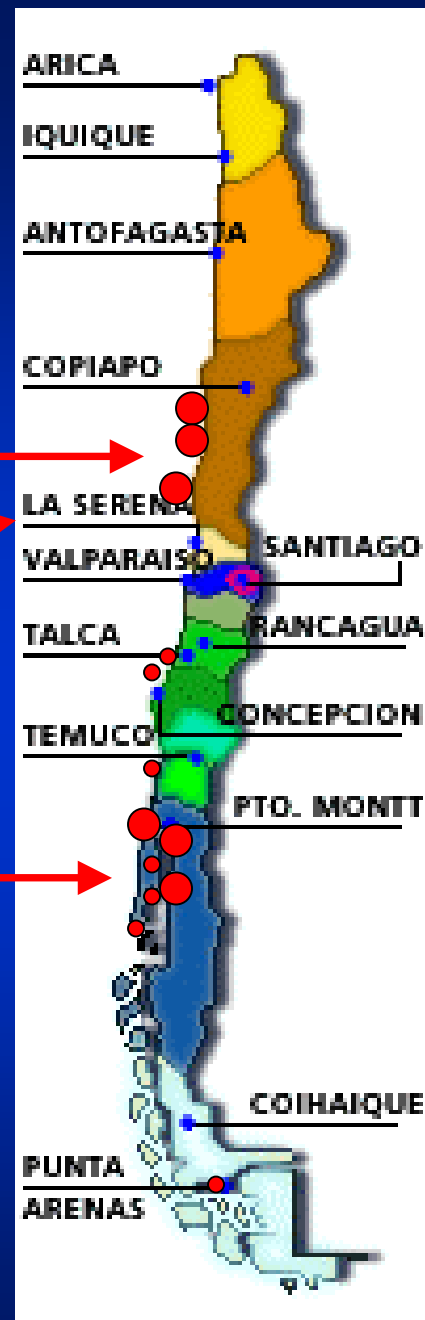 ARICA
IQUIQUE
ANTOFAGASTA
COPIAPO
LA SERENA
VALPARAISO
SANTIAGO
TALCA
RANCAGUA
CONCEPCION
TEMUCO
PTO. MONTT
COIHAIQUE
PUNTA
ARENAS